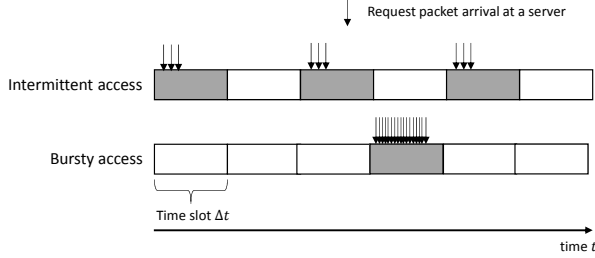 Request packet arrival at a server
Intermittent access
Bursty access
Time slot Δt
time t